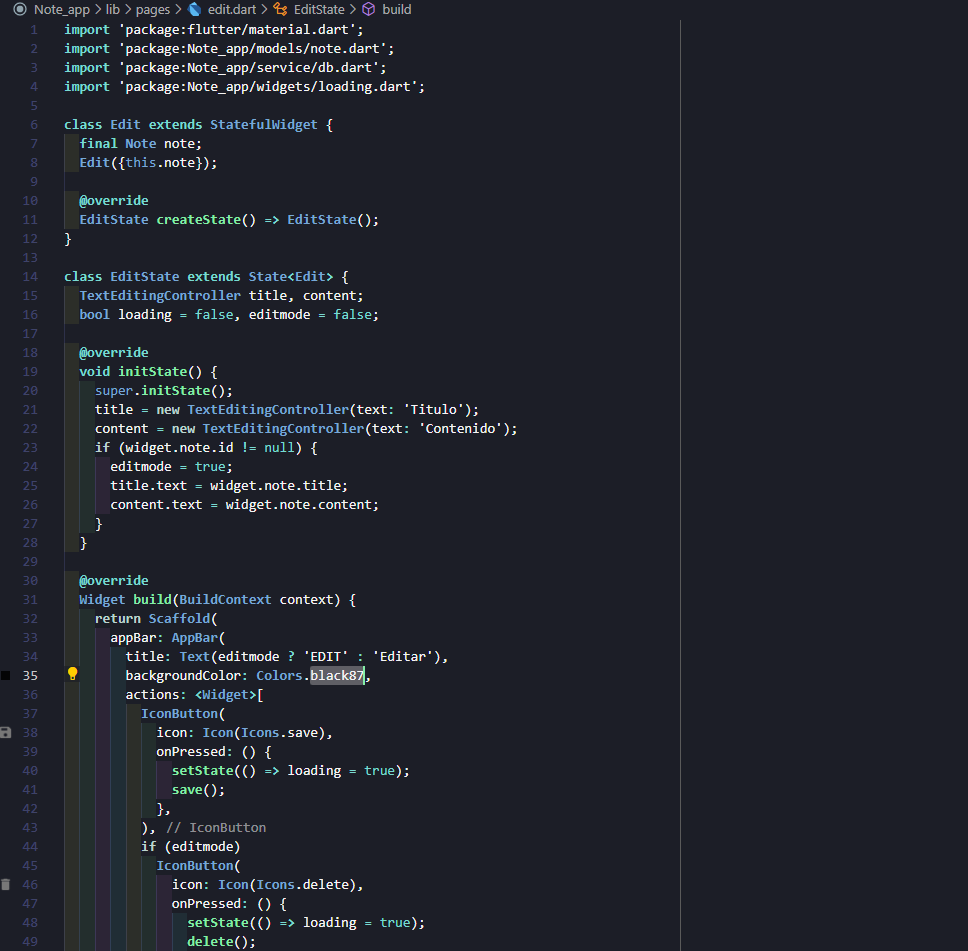 Note_app > lib > pages > edit.dart > EditState > build
1 import 'package:flutter/material.dart';
2 import 'package:Note_app/models/note.dart';
3 import 'package:Note_app/service/db.dart';
4 import 'package:Note_app/widgets/loading.dart';
5
6 class Edit extends StatefulWidget {
7 final Note note;
8 Edit({this.note});
9
10 @override
11 EditState createState() => EditState();
12 }
13
14 class EditState extends State<Edit> {
15 TextEditingController title, content;
16 bool loading = false, editmode = false;
17
18 @override
19 void initState() {
20 super.initState();
21 title = new TextEditingController(text: 'Titulo');
22 content = new TextEditingController(text: 'Contenido');
23 if (widget.note.id != null) {
24 editmode = true;
25 title.text = widget.note.title;
26 content.text = widget.note.content;
27 }
28 }
29
30 @override
31 Widget build(BuildContext context) {
32 return Scaffold(
33 appBar: AppBar(
34 title: Text(editmode ? 'EDIT' : 'Editar'),
35 backgroundColor: Colors.black87,
36 actions: <Widget>[
37 IconButton(
38 icon: Icon(Icons.save),
39 onPressed: () {
40 setState(() => loading = true);
41 save();
42 },
43 ), // IconButton
44 if (editmode)
45 IconButton(
46 icon: Icon(Icons.delete),
47 onPressed: () {
48 setState(() => loading = true);
49 delete();